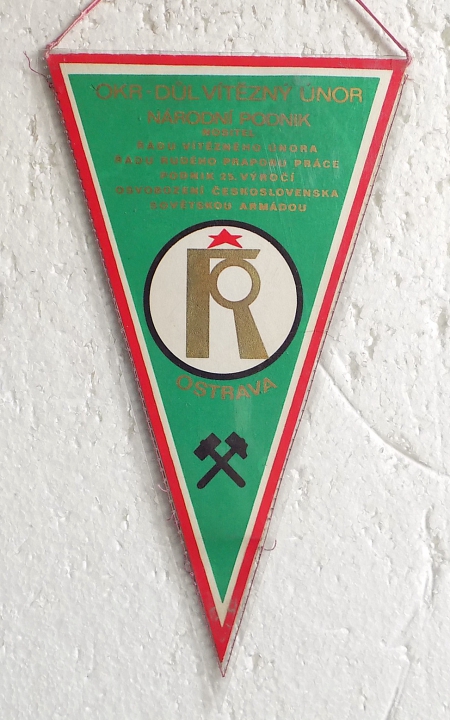 OKR-DŮL VÍTĚZNÝ ÚNOR
NÁRODNÍ PODNIK
NOSITEL
ŘÁDU VÍTĚZNÉHO ÚNORA
ŘÁDU RUDÉHO PRAPORU PRÁCE
PODNIK 25. VÝROČÍ
OSVOBOZENÍ ČESKOSLOVENSKA
SOVĚTSKOU ARMÁDOU
OSTRAVA